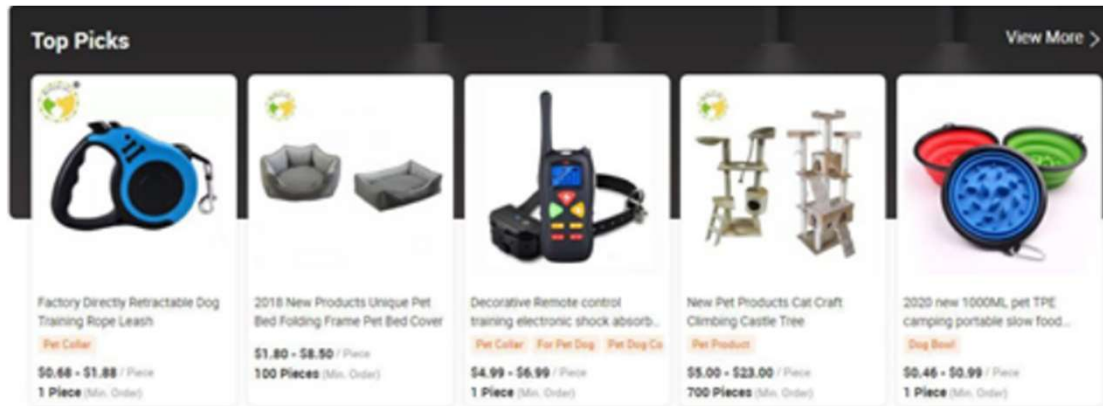 Top Picks
View More >
Factory Directly Retractable Dog
Training Rope Leash
Pet Collar
$0.68 - $1.88 / Piece
1 Piece (Min. Order)
2018 New Products Unique Pet
Bed Folding Frame Pet Bed Cover
$1.80 - $8.50 / Piece
100 Pieces (Min. Order)
Decorative Remote control
training electronic shock absorb...
Pet Collar For Pet Dog Pet Dog Co
$4.99 - $6.99 / Piece
1 Piece (Min. Order)
New Pet Products Cat Craft
Climbing Castle Tree
Pet Product
$5.00 - $23.00 / Piece
700 Pieces (Min. Order)
2020 new 1000ML pet TPE
camping portable slow food...
Dog Bowl
$0.46 - $0.99 / Piece
1 Piece (Min. Order)